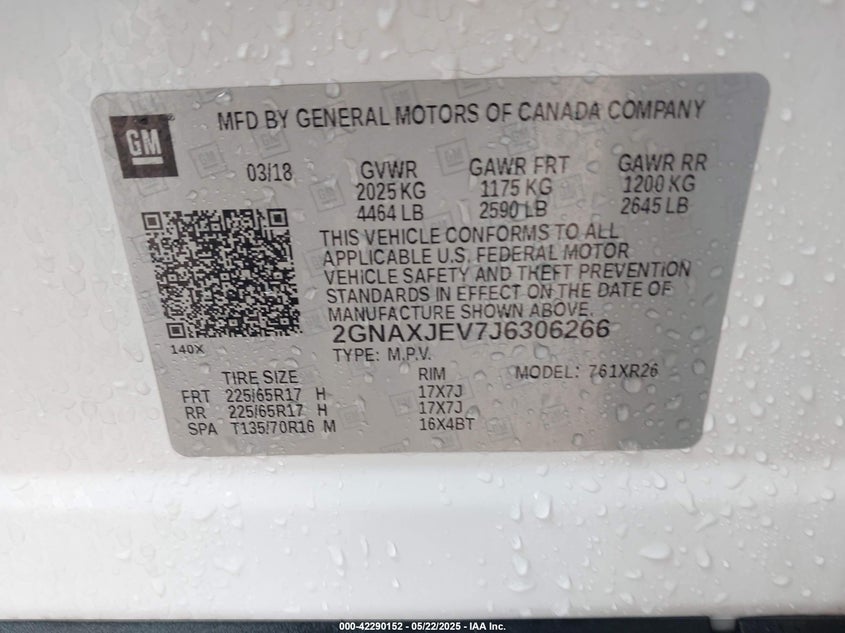 GM
MFD BY GENERAL MOTORS OF CANADA COMPANY
03/18 GVWR GAWR FRT GAWR RR
2025 KG 1175 KG 1200 KG
4464 LB 2590 LB 2645 LB
THIS VEHICLE CONFORMS TO ALL
APPLICABLE U.S. FEDERAL MOTOR
VEHICLE SAFETY AND THEFT PREVENTION
STANDARDS IN EFFECT ON THE DATE OF
MANUFACTURE SHOWN ABOVE.
2GNAXJEV7J6306266
140X
TYPE: M.P.V.
TIRE SIZE RIM MODEL: 761XR26
FRT 225/65R17 H 17X7J
RR 225/65R17 H 17X7J
SPA T135/70R16 M 16X4BT
000-42290152 - 05/22/2025 - IAA Inc.